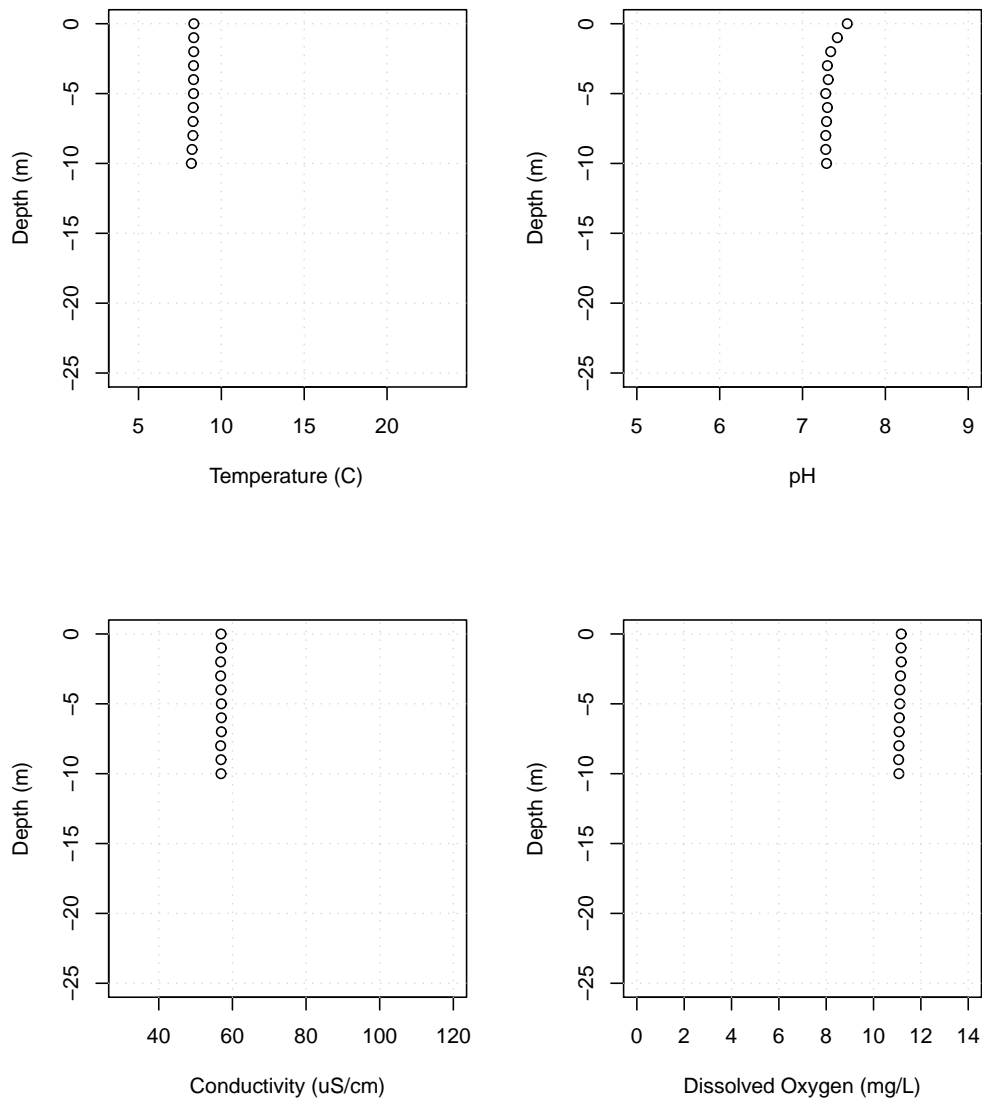 0
−5
−10
−15
−20
−25
Depth (m)
5 10 15 20
Temperature (C)
0
−5
−10
−15
−20
−25
Depth (m)
5 6 7 8 9
pH
0
−5
−10
−15
−20
−25
Depth (m)
40 60 80 100 120
Conductivity (uS/cm)
0
−5
−10
−15
−20
−25
Depth (m)
0 2 4 6 8 10 12 14
Dissolved Oxygen (mg/L)